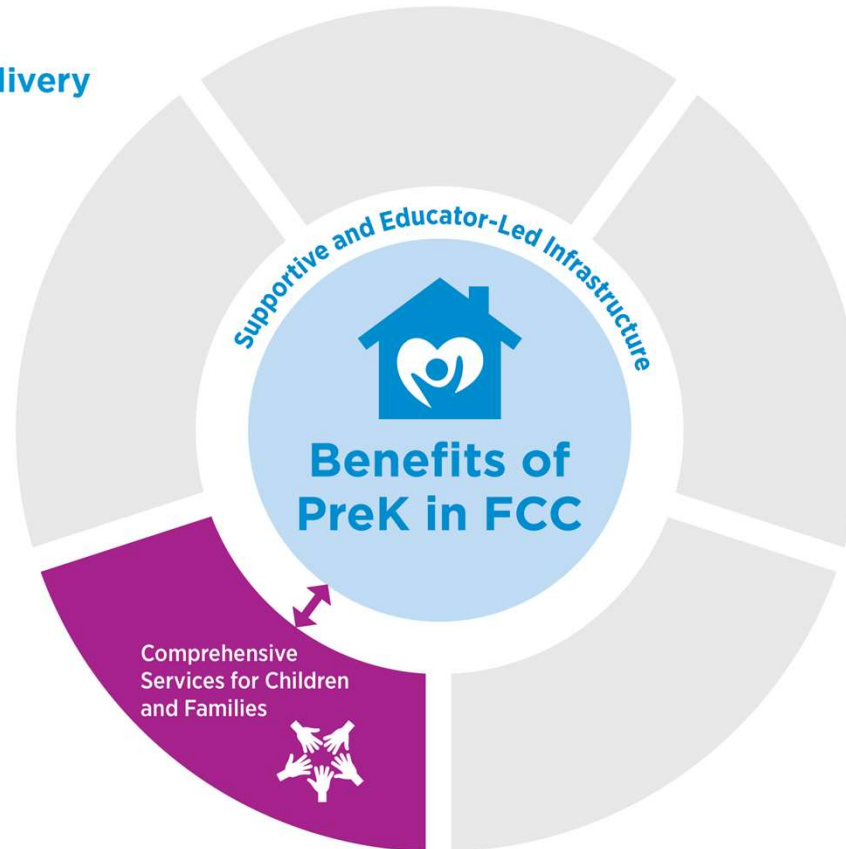 livery
Supportive and Educator-Led Infrastructure
Benefits of
PreK in FCC
Comprehensive
Services for Children
and Families